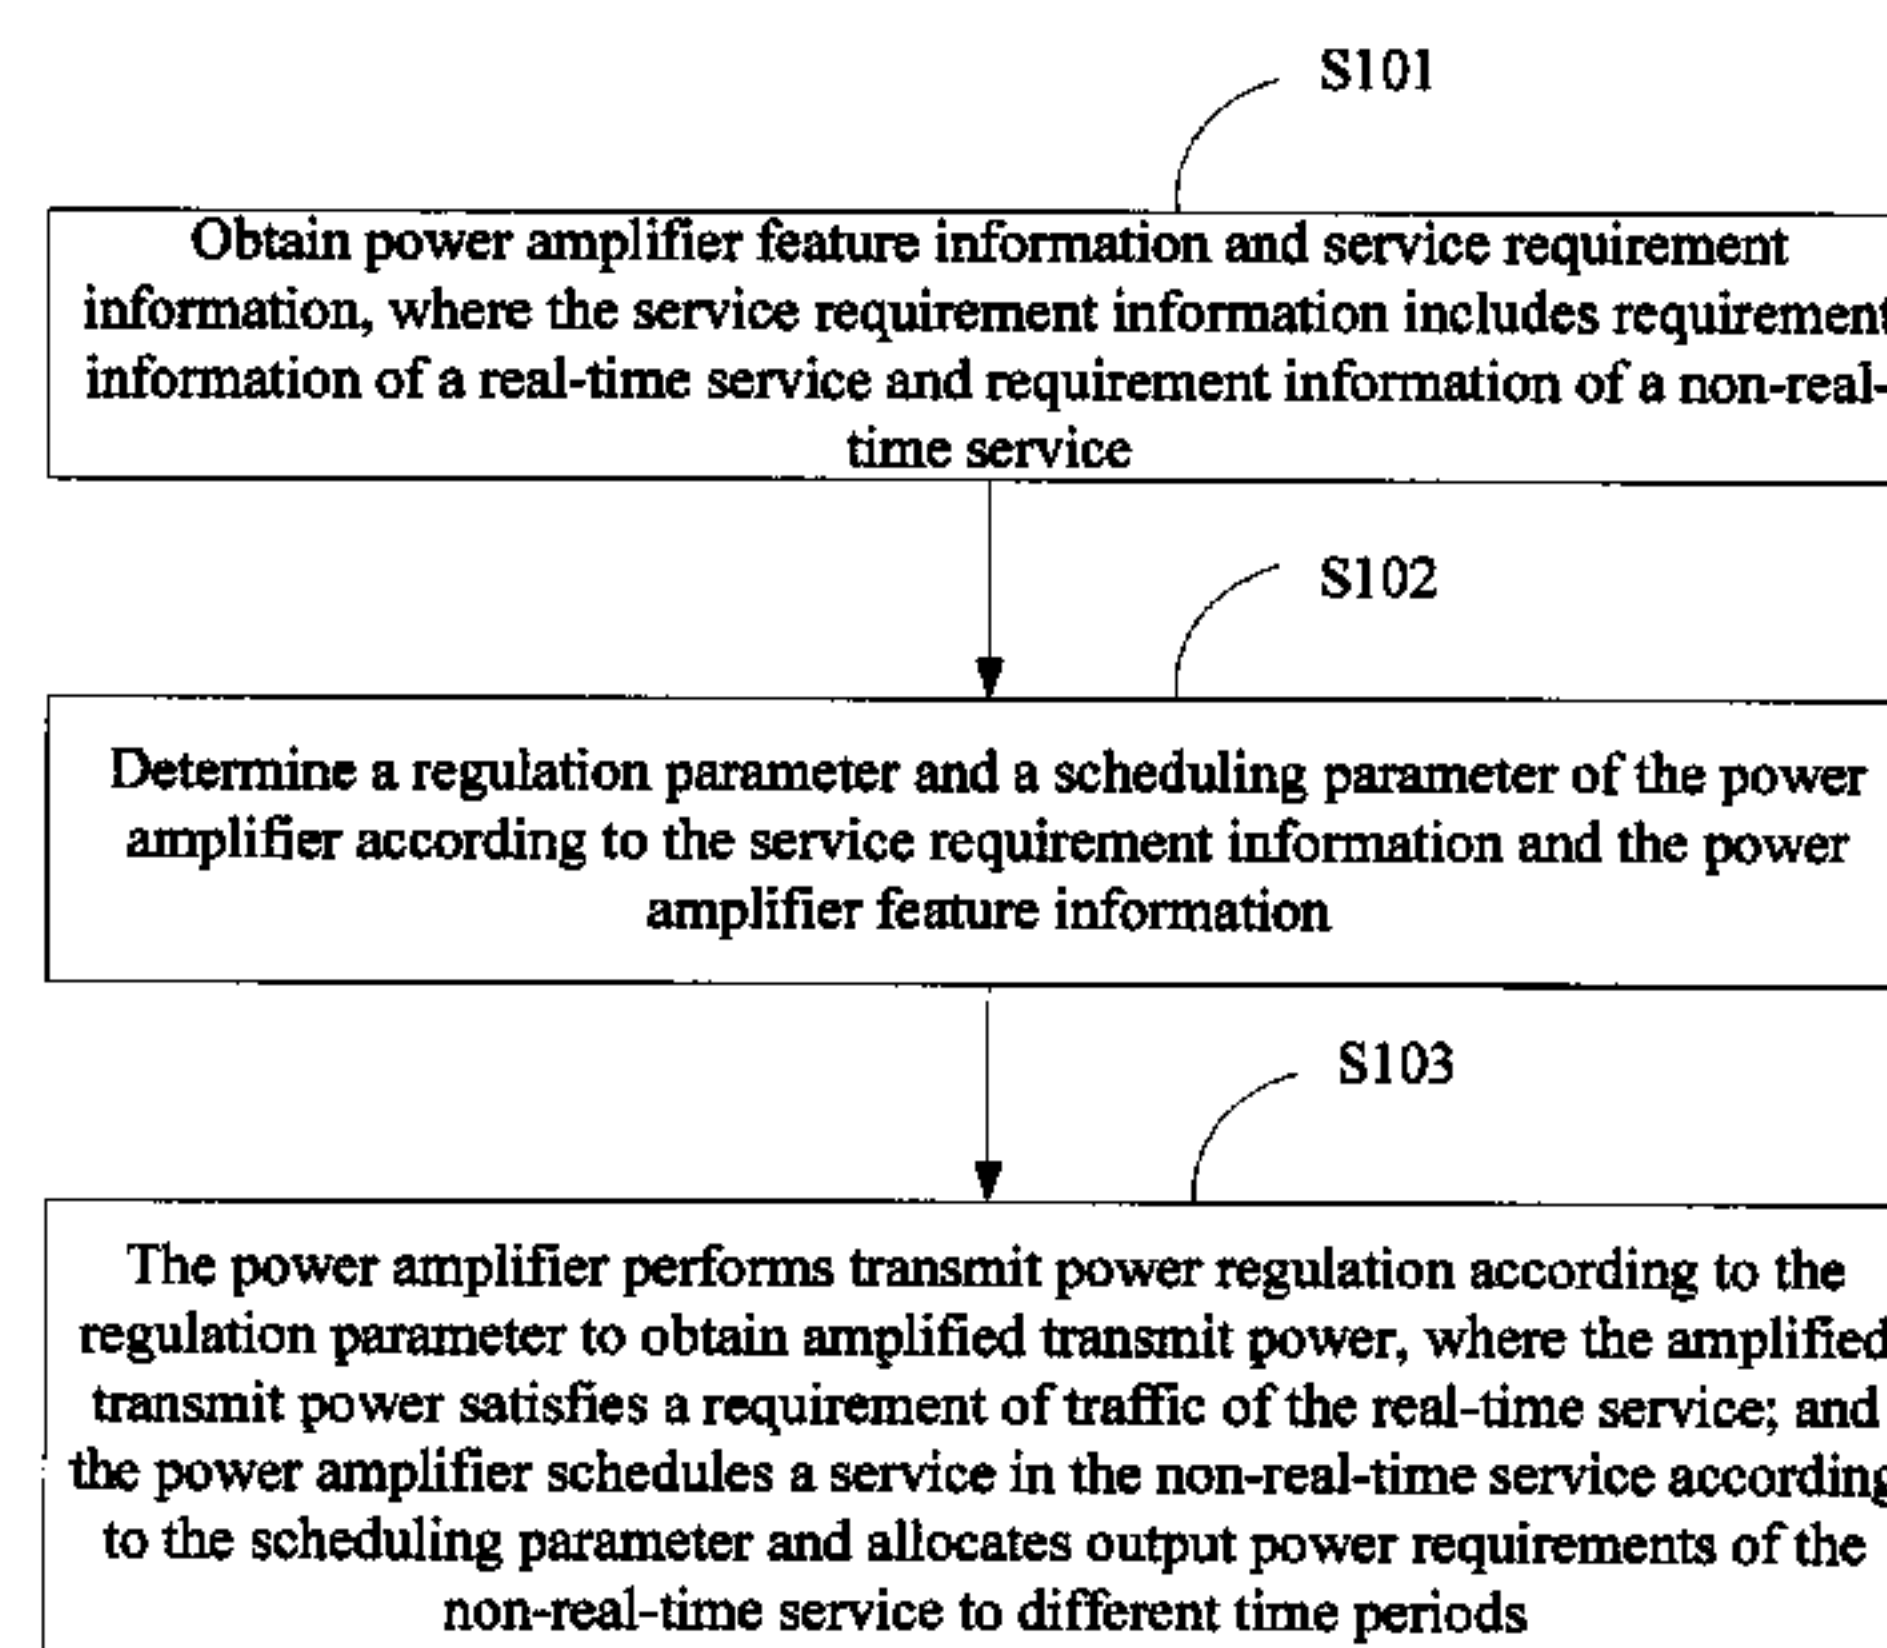 S101
Obtain power amplifier feature information and service requirement
information, where the service requirement information includes requirement
information of a real-time service and requirement information of a non-real-
time service
S102
Determine a regulation parameter and a scheduling parameter of the power
amplifier according to the service requirement information and the power
amplifier feature information
S103
The power amplifier performs transmit power regulation according to the
regulation parameter to obtain amplified transmit power, where the amplified
transmit power satisfies a requirement of traffic of the real-time service; and
the power amplifier schedules a service in the non-real-time service according
to the scheduling parameter and allocates output power requirements of the
non-real-time service to different time periods